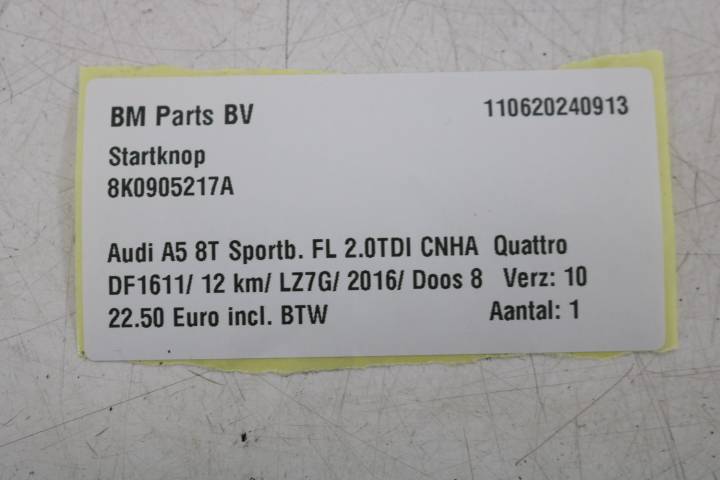 BM Parts BV 110620240913
Startknop
8K0905217A
Audi A5 8T Sportb. FL 2.0TDI CNHA Quattro
DF1611/ 12 km/ LZ7G/ 2016/ Doos 8 Verz: 10
22.50 Euro incl. BTW Aantal: 1